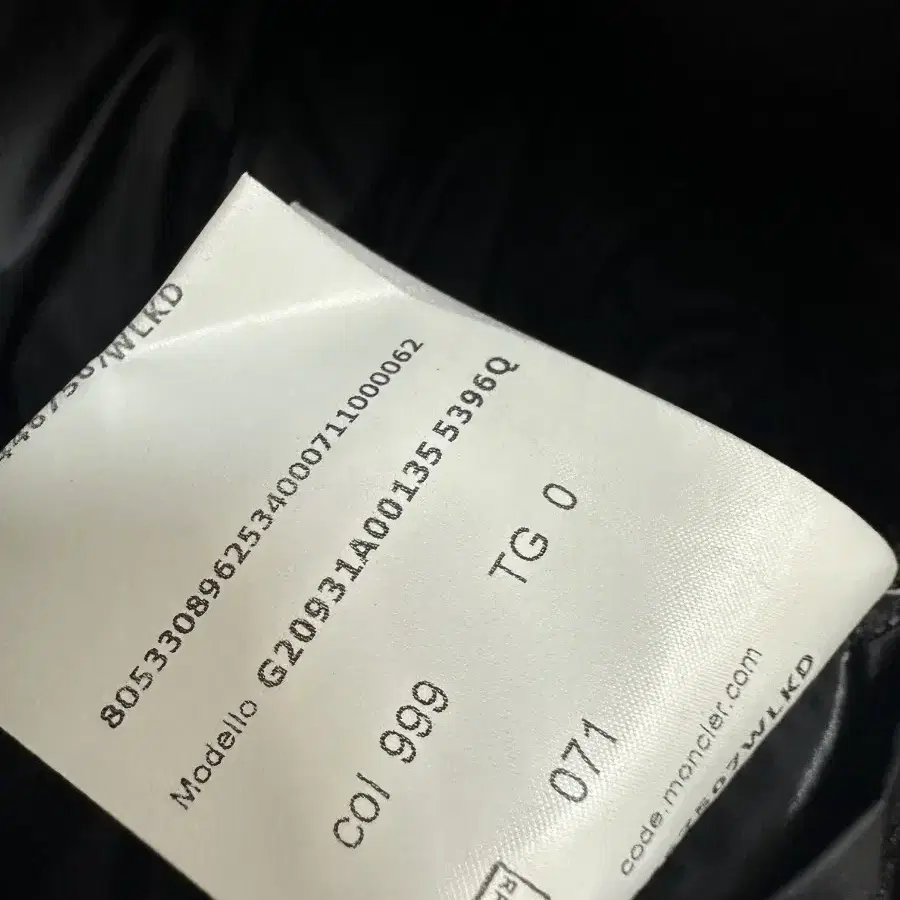 8053308962534000711000062
Modello G20931A00135 5396Q
COl 999 TG 0
071
code.moncler.com